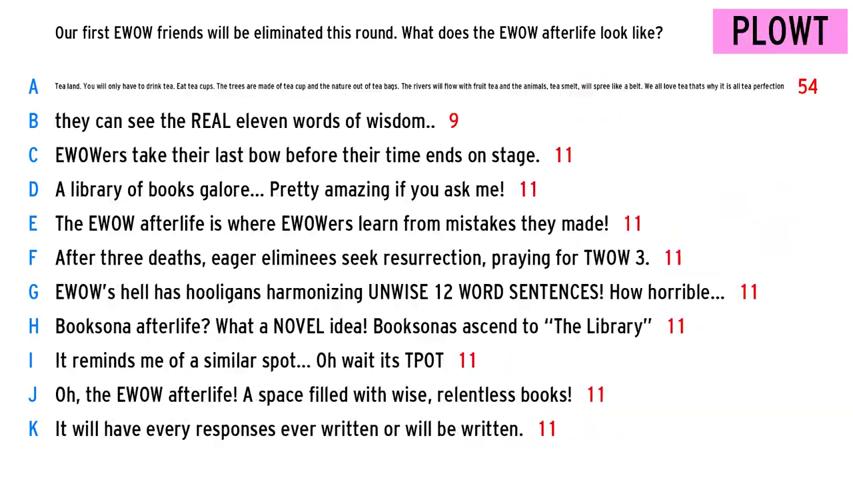 Our first EWOW friends will be eliminated this round. What does the EWOW afterlife look like?
PLOWT
A Tea land. You will only have to drink tea. Eat tea cups. The trees are made of tea cup and the nature out of tea bags. The rivers will flow with fruit tea and the animals, tea smelt, will spree like a belt. We all love tea thats why it is all tea perfection 54
B they can see the REAL eleven words of wisdom.. 9
C EWOWers take their last bow before their time ends on stage. 11
D A library of books galore... Pretty amazing if you ask me! 11
E The EWOW afterlife is where EWOWers learn from mistakes they made! 11
F After three deaths, eager eliminees seek resurrection, praying for TWOW 3. 11
G EWOW's hell has hooligans harmonizing UNWISE 12 WORD SENTENCES! How horrible... 11
H Booksona afterlife? What a NOVEL idea! Booksonas ascend to “The Library” 11
I It reminds me of a similar spot... Oh wait its TPOT 11
J Oh, the EWOW afterlife! A space filled with wise, relentless books! 11
K It will have every responses ever written or will be written. 11